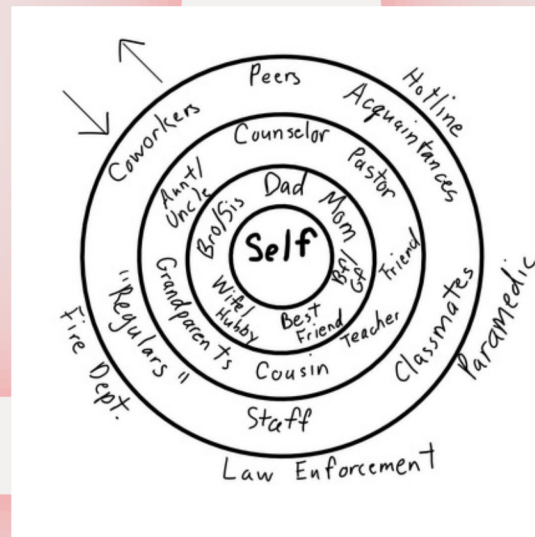 Peers
Hotline
Acquaintances
Coworkers
Counselor
Pastor
Aunt/
Uncle
Dad
Mom
Bro/Sis
Self
Friend
Bf/
Gf
Wife/
Hubby
Best
Friend
Grandparents
Teacher
Cousin
"Regulars"
Classmates
Paramedic
Fire Dept.
Staff
Law Enforcement